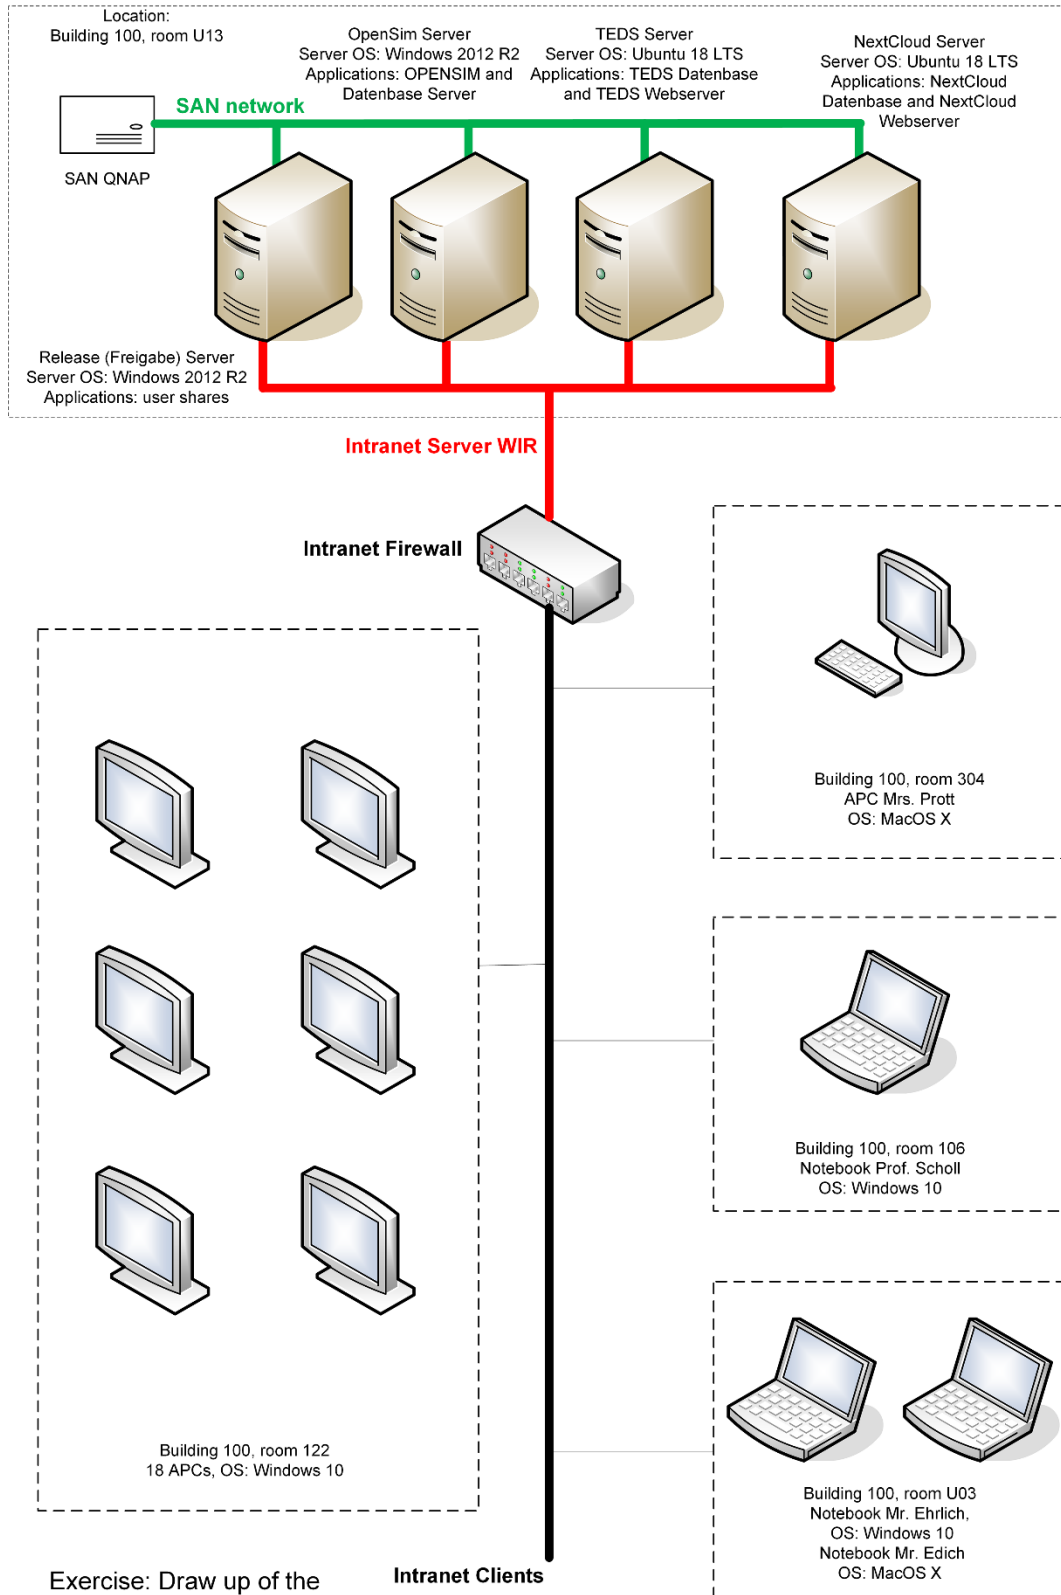 Location:
Building 100, room U13
OpenSim Server
Server OS: Windows 2012 R2
Applications: OPENSIM and
Datenbase Server
TEDS Server
Server OS: Ubuntu 18 LTS
Applications: TEDS Datenbase
and TEDS Webserver
NextCloud Server
Server OS: Ubuntu 18 LTS
Applications: NextCloud
Datenbase and NextCloud
Webserver
SAN network
SAN QNAP
Release (Freigabe) Server
Server OS: Windows 2012 R2
Applications: user shares
Intranet Server WIR
Intranet Firewall
Building 100, room 304
APC Mrs. Prott
OS: MacOS X
Building 100, room 106
Notebook Prof. Scholl
OS: Windows 10
Building 100, room 122
18 APCs, OS: Windows 10
Building 100, room U03
Notebook Mr. Ehrlich,
OS: Windows 10
Notebook Mr. Edich
OS: MacOS X
Intranet Clients
Exercise: Draw up of the